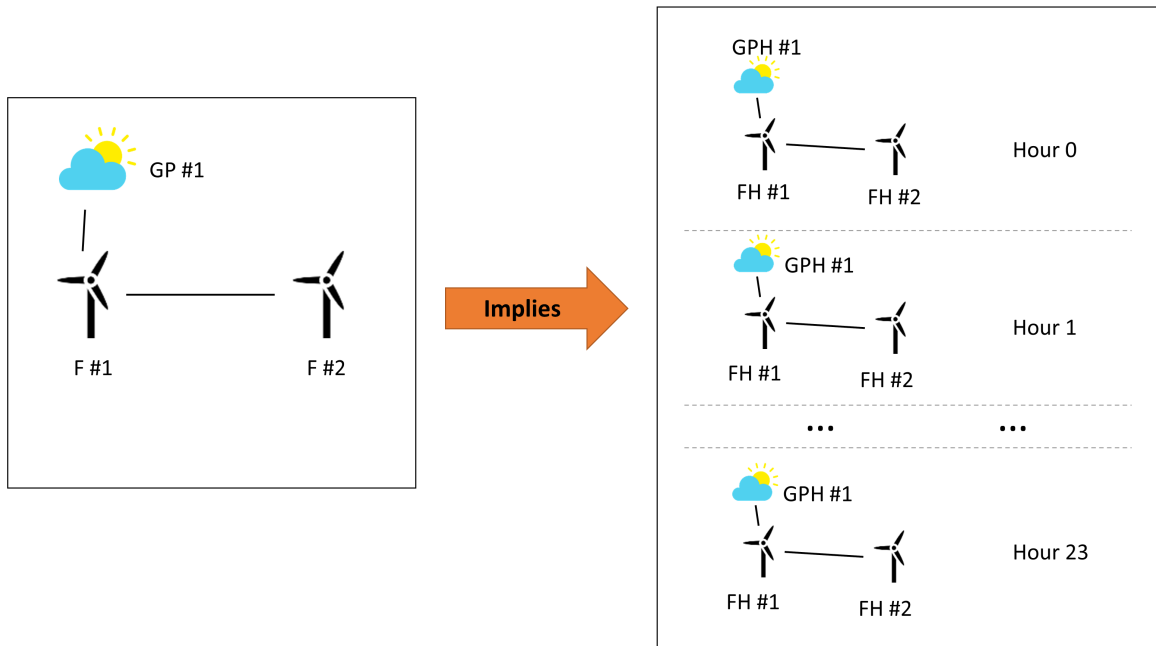 GP #1
F #1
F #2
Implies
GPH #1
FH #1
FH #2
Hour 0
GPH #1
FH #1
FH #2
Hour 1
... ...
GPH #1
FH #1
FH #2
Hour 23